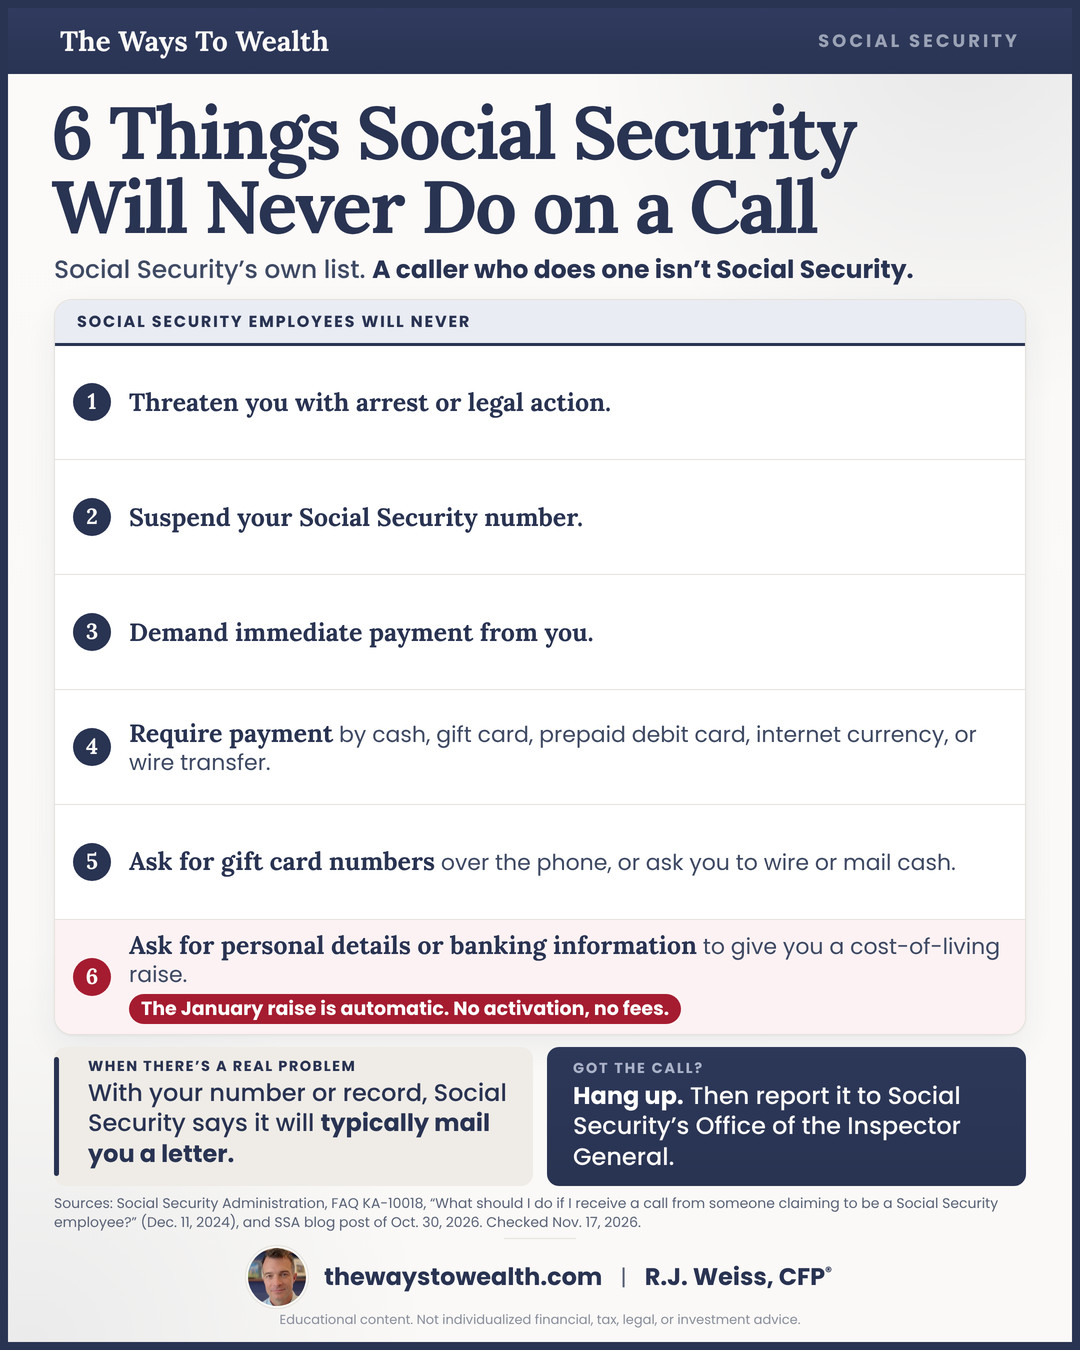 The Ways To Wealth
SOCIAL SECURITY
6 Things Social Security
Will Never Do on a Call
Social Security’s own list. A caller who does one isn’t Social Security.
SOCIAL SECURITY EMPLOYEES WILL NEVER
1 Threaten you with arrest or legal action.
2 Suspend your Social Security number.
3 Demand immediate payment from you.
4 Require payment by cash, gift card, prepaid debit card, internet currency, or
wire transfer.
5 Ask for gift card numbers over the phone, or ask you to wire or mail cash.
6 Ask for personal details or banking information to give you a cost-of-living
raise.
The January raise is automatic. No activation, no fees.
WHEN THERE’S A REAL PROBLEM
With your number or record, Social
Security says it will typically mail
you a letter.
GOT THE CALL?
Hang up. Then report it to Social
Security’s Office of the Inspector
General.
Sources: Social Security Administration, FAQ KA-10018, “What should I do if I receive a call from someone claiming to be a Social Security
employee?” (Dec. 11, 2024), and SSA blog post of Oct. 30, 2026. Checked Nov. 17, 2026.
thewaystowealth.com | R.J. Weiss, CFP®
Educational content. Not individualized financial, tax, legal, or investment advice.